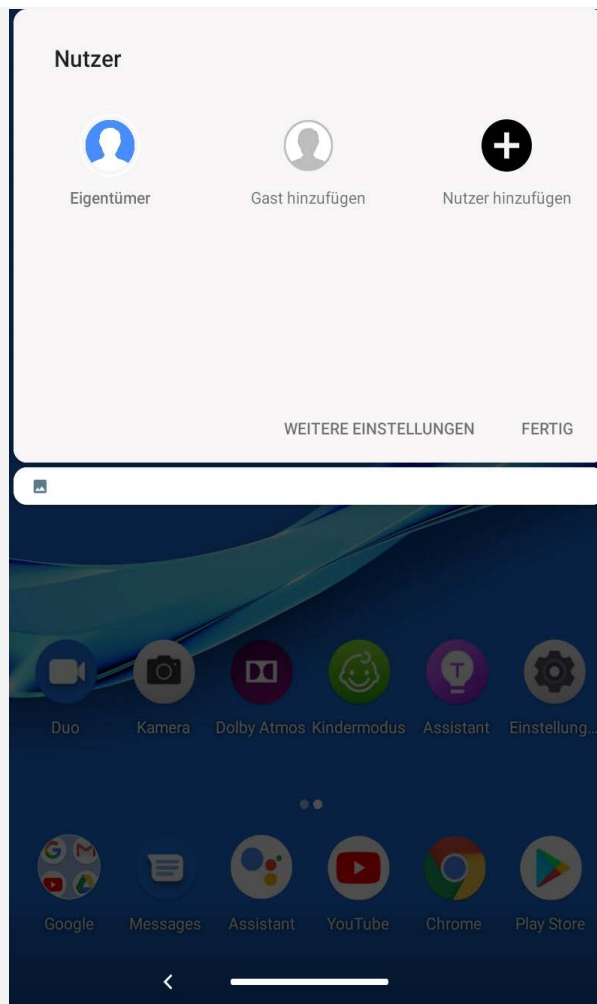 Nutzer
Eigentümer Gast hinzufügen Nutzer hinzufügen
WEITERE EINSTELLUNGEN FERTIG
T
Duo Kamera Dolby Atmos Kindermodus Assistant Einstellung...
G M
Google Messages Assistant YouTube Chrome Play Store